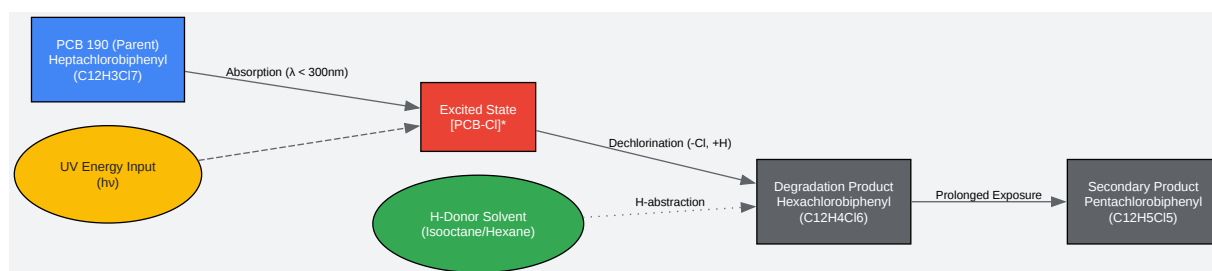 PCB 190 (Parent)
Heptachlorobiphenyl
(C12H3Cl7)
Absorption (λ < 300nm)
UV Energy Input
(hν)
Excited State
[PCB-Cl]*
Dechlorination (-Cl, +H)
H-Donor Solvent
(Isooctane/Hexane)
H-abstraction
Degradation Product
Hexachlorobiphenyl
(C12H4Cl6)
Prolonged Exposure
Secondary Product
Pentachlorobiphenyl
(C12H5Cl5)